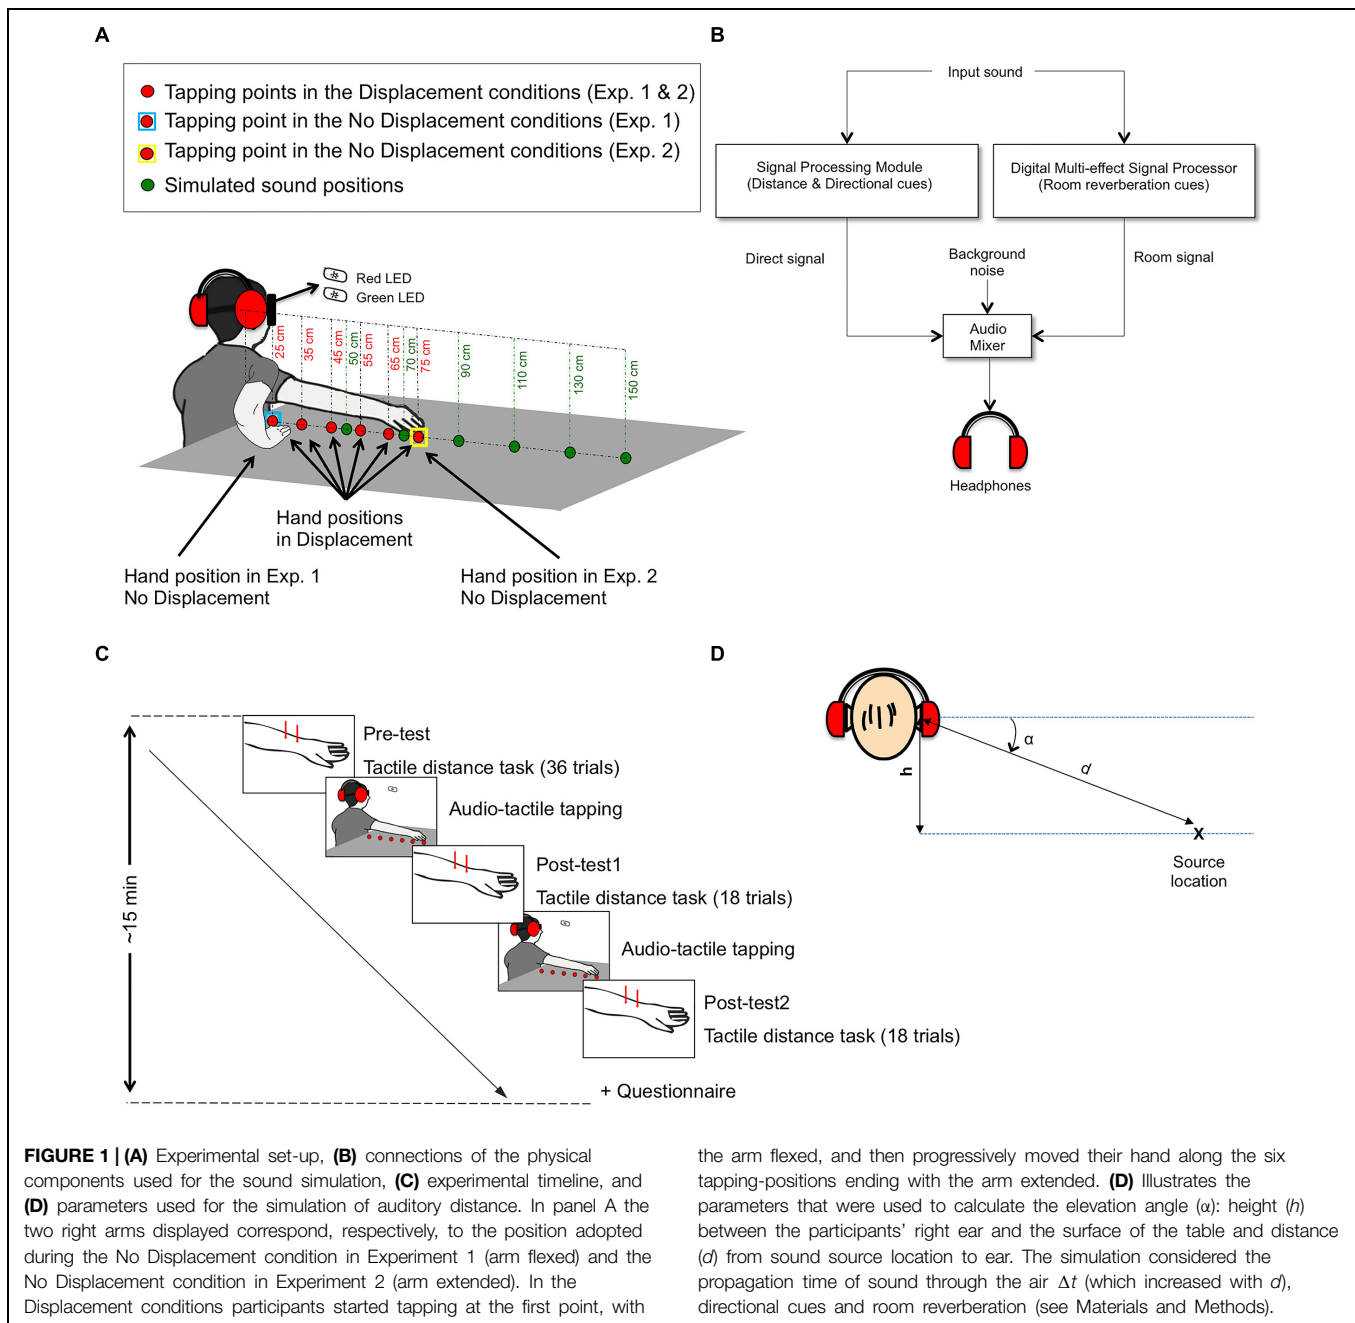 A
Tapping points in the Displacement conditions (Exp. 1 & 2)
Tapping point in the No Displacement conditions (Exp. 1)
Tapping point in the No Displacement conditions (Exp. 2)
Simulated sound positions
Red LED
Green LED
25 cm
35 cm
45 cm
50 cm
55 cm
65 cm
70 cm
75 cm
90 cm
110 cm
130 cm
150 cm
Hand positions
in Displacement
Hand position in Exp. 1
No Displacement
Hand position in Exp. 2
No Displacement
B
Input sound
Signal Processing Module
(Distance & Directional cues)
Digital Multi-effect Signal Processor
(Room reverberation cues)
Direct signal
Background
noise
Room signal
Audio
Mixer
Headphones
C
~15 min
Pre-test
Tactile distance task (36 trials)
Audio-tactile tapping
Post-test1
Tactile distance task (18 trials)
Audio-tactile tapping
Post-test2
Tactile distance task (18 trials)
+ Questionnaire
D
α
h
d
X
Source
location
FIGURE 1 | (A) Experimental set-up, (B) connections of the physical
components used for the sound simulation, (C) experimental timeline, and
(D) parameters used for the simulation of auditory distance. In panel A the
two right arms displayed correspond, respectively, to the position adopted
during the No Displacement condition in Experiment 1 (arm flexed) and the
No Displacement condition in Experiment 2 (arm extended). In the
Displacement conditions participants started tapping at the first point, with
the arm flexed, and then progressively moved their hand along the six
tapping-positions ending with the arm extended. (D) Illustrates the
parameters that were used to calculate the elevation angle (α): height (h)
between the participants' right ear and the surface of the table and distance
(d) from sound source location to ear. The simulation considered the
propagation time of sound through the air Δt (which increased with d),
directional cues and room reverberation (see Materials and Methods).